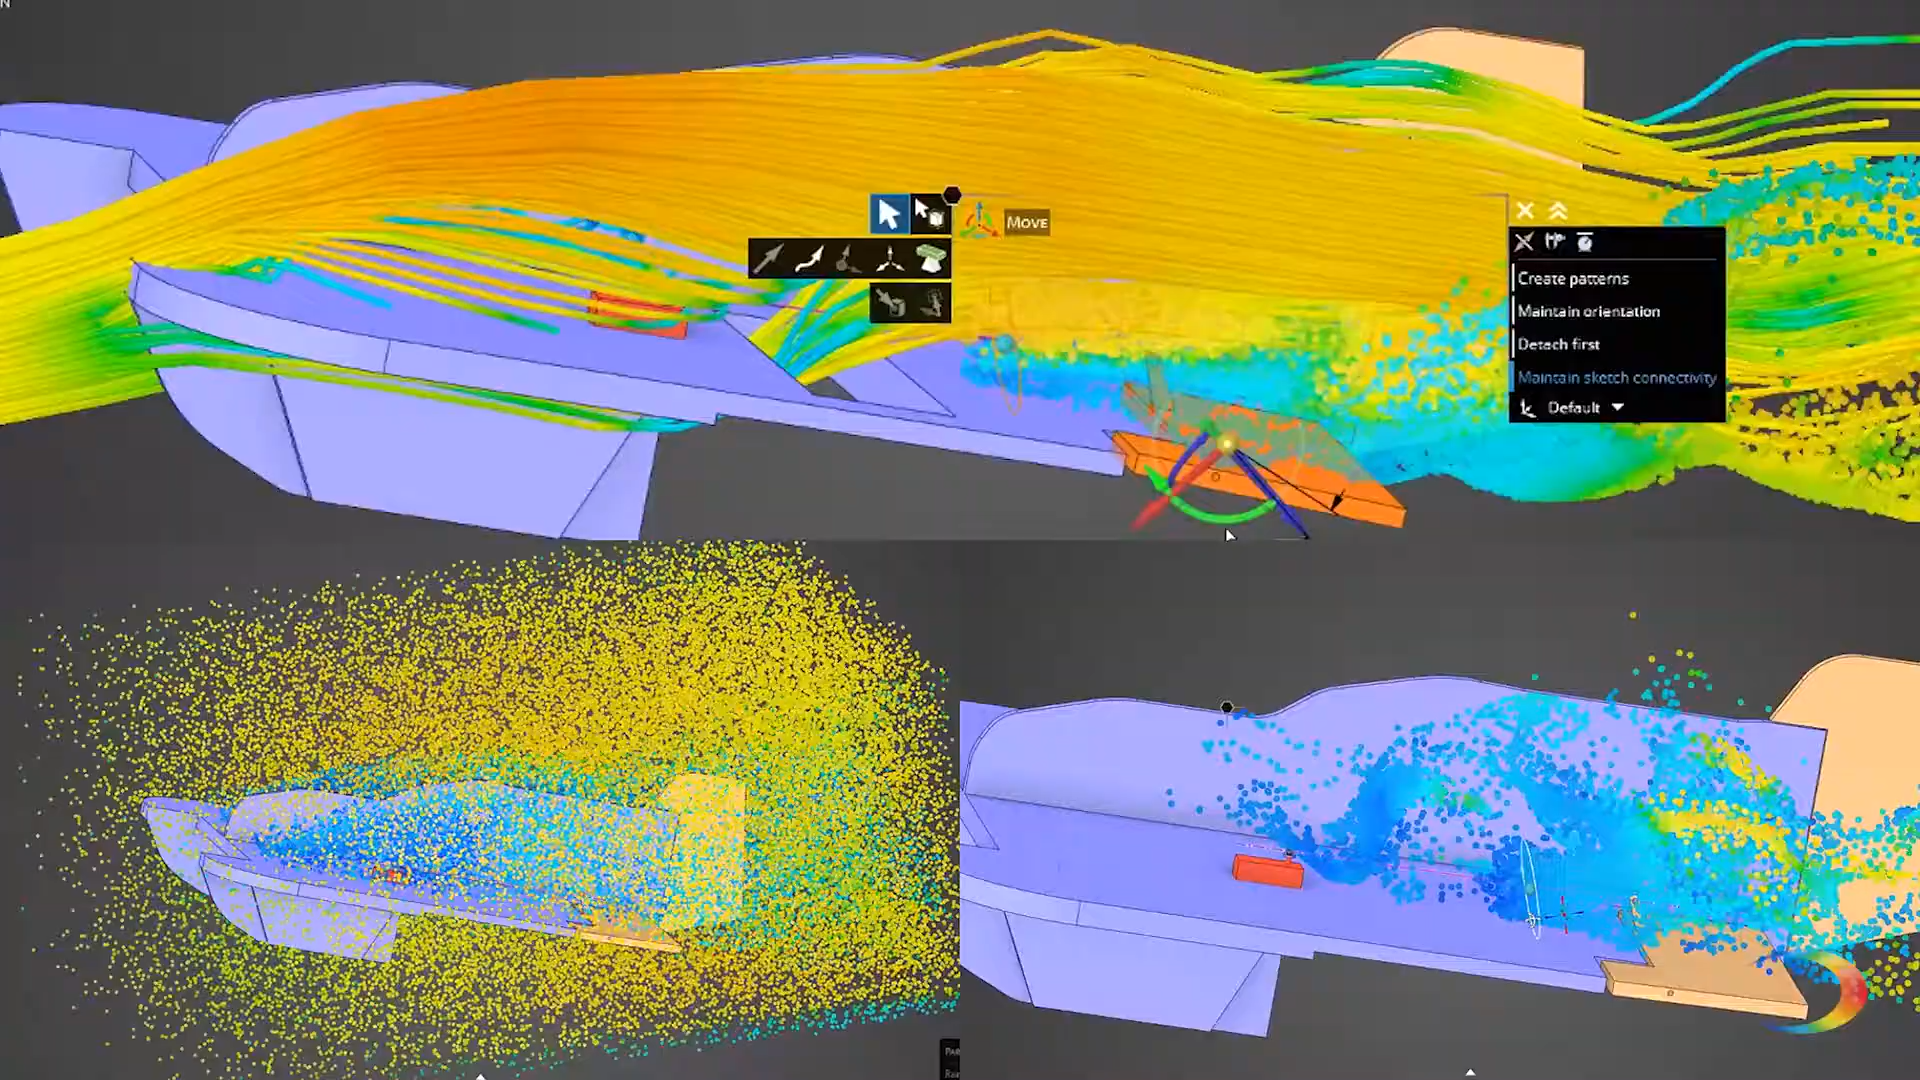 N
Move
Create patterns
Maintain orientation
Detach first
Maintain sketch connectivity
Default